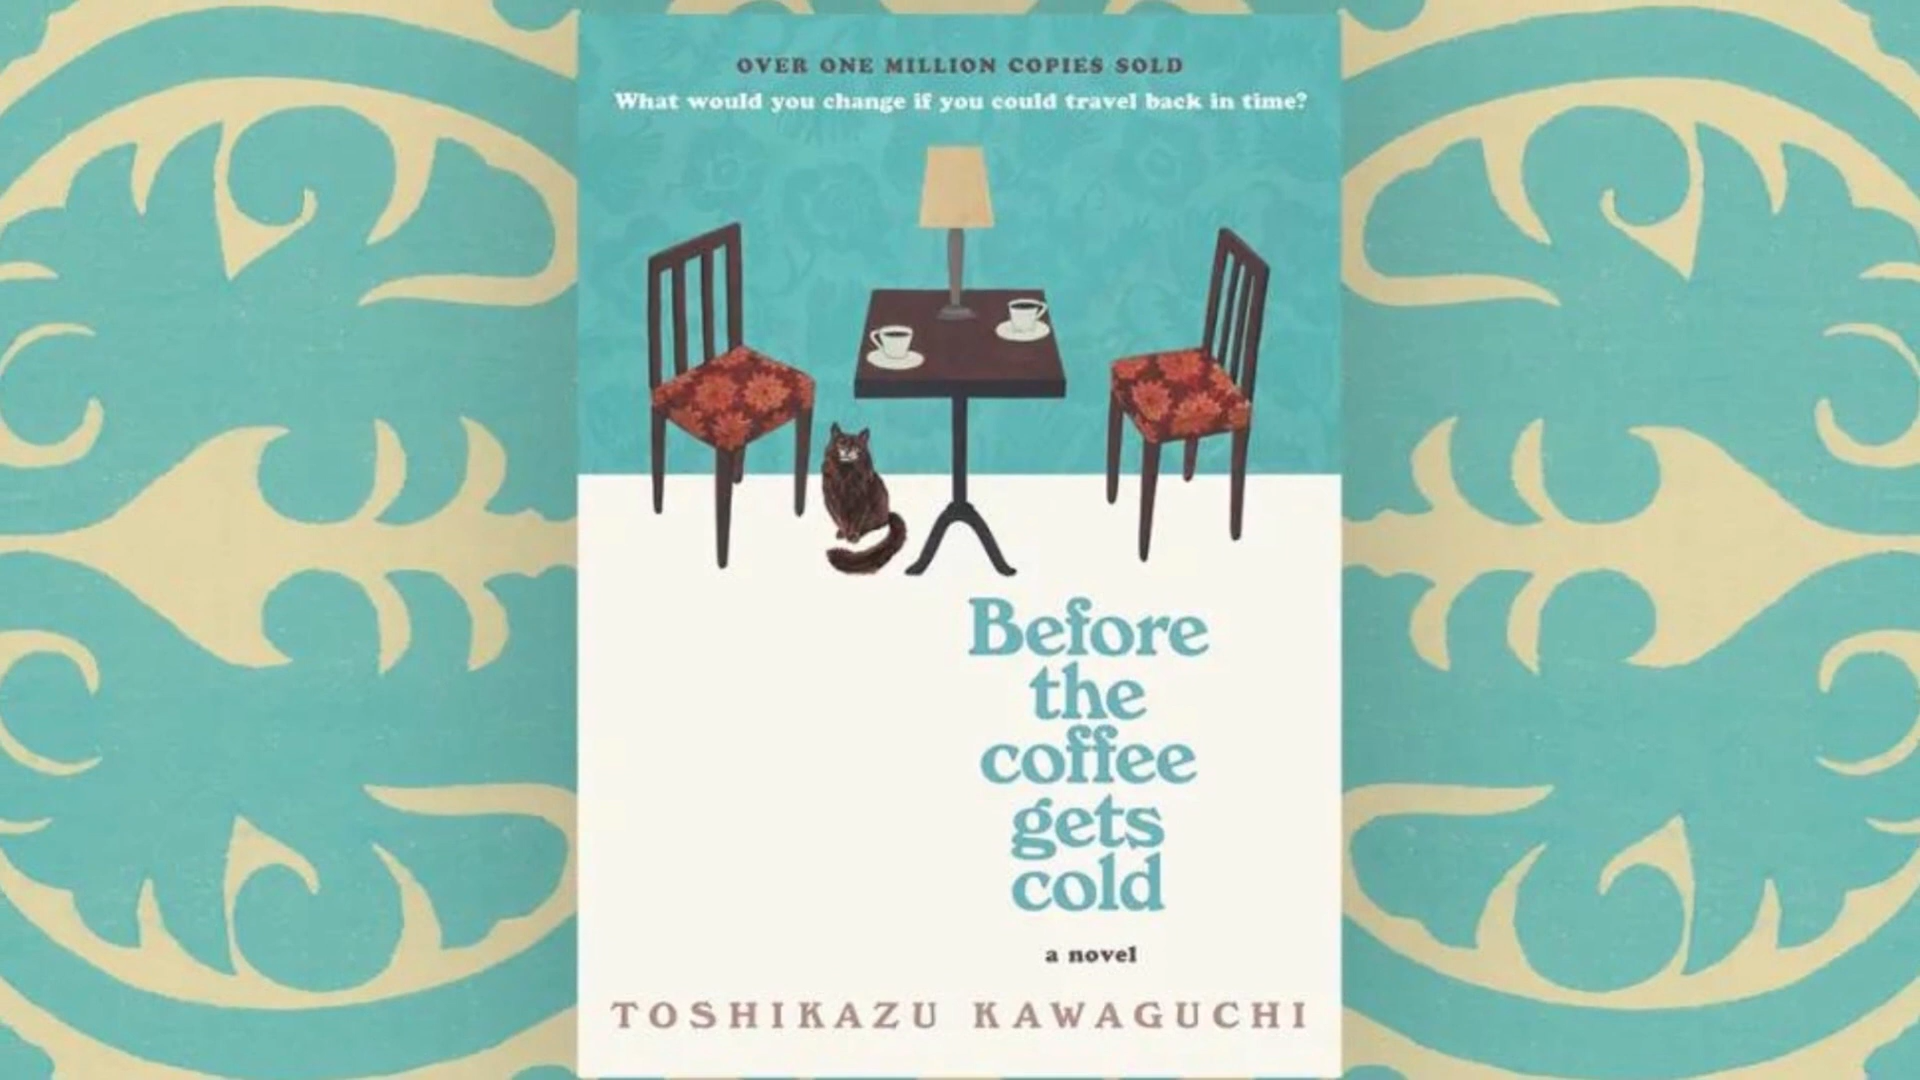 OVER ONE MILLION COPIES SOLD
What would you change if you could travel back in time?
Before
the
coffee
gets
cold
a novel
TOSHIKAZU KAWAGUCHI